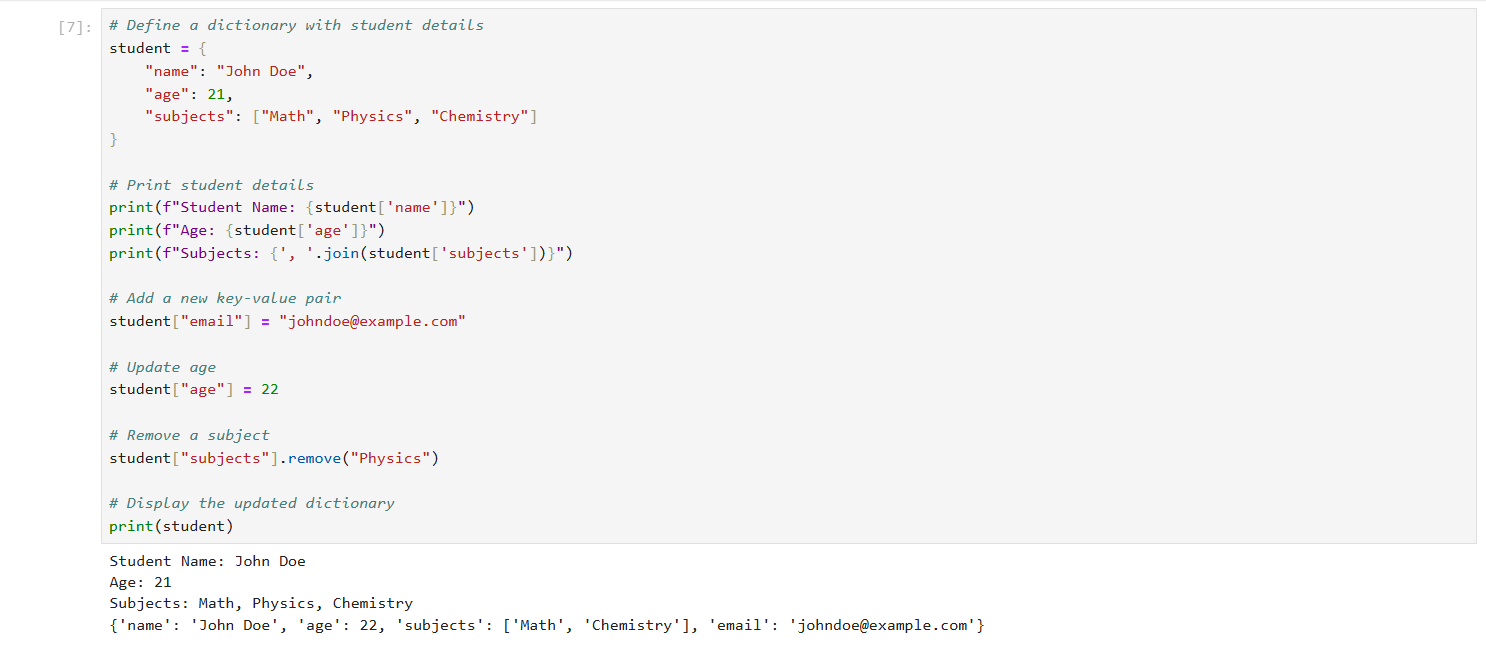 [7]:
# Define a dictionary with student details
student = {
    "name": "John Doe",
    "age": 21,
    "subjects": ["Math", "Physics", "Chemistry"]
}

# Print student details
print(f"Student Name: {student['name']}")
print(f"Age: {student['age']}")
print(f"Subjects: {', '.join(student['subjects'])}")

# Add a new key-value pair
student["email"] = "johndoe@example.com"

# Update age
student["age"] = 22

# Remove a subject
student["subjects"].remove("Physics")

# Display the updated dictionary
print(student)
Student Name: John Doe
Age: 21
Subjects: Math, Physics, Chemistry
{'name': 'John Doe', 'age': 22, 'subjects': ['Math', 'Chemistry'], 'email': 'johndoe@example.com'}